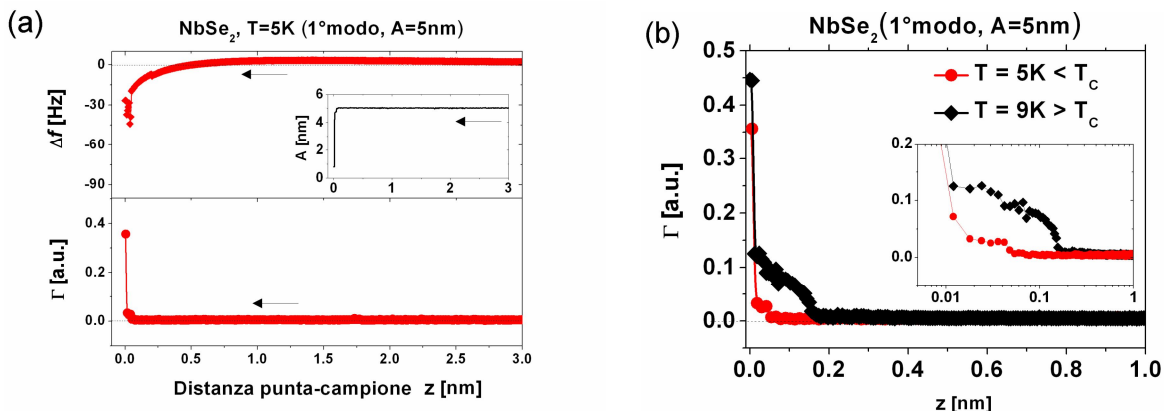 (a)
NbSe2, T=5K (1°modo, A=5nm)
Δf [Hz]
0
-30
-60
-90
A [nm]
6
4
2
0
0 1 2 3
Γ [a.u.]
0.4
0.2
0.0
0.0 0.5 1.0 1.5 2.0 2.5 3.0
Distanza punta-campione z [nm]
(b)
NbSe2(1°modo, A=5nm)
Γ [a.u.]
0.5
0.4
0.3
0.2
0.1
0.0
T = 5K < TC
T = 9K > TC
0.2
0.1
0.0
0.01 0.1 1
0.0 0.2 0.4 0.6 0.8 1.0
z [nm]